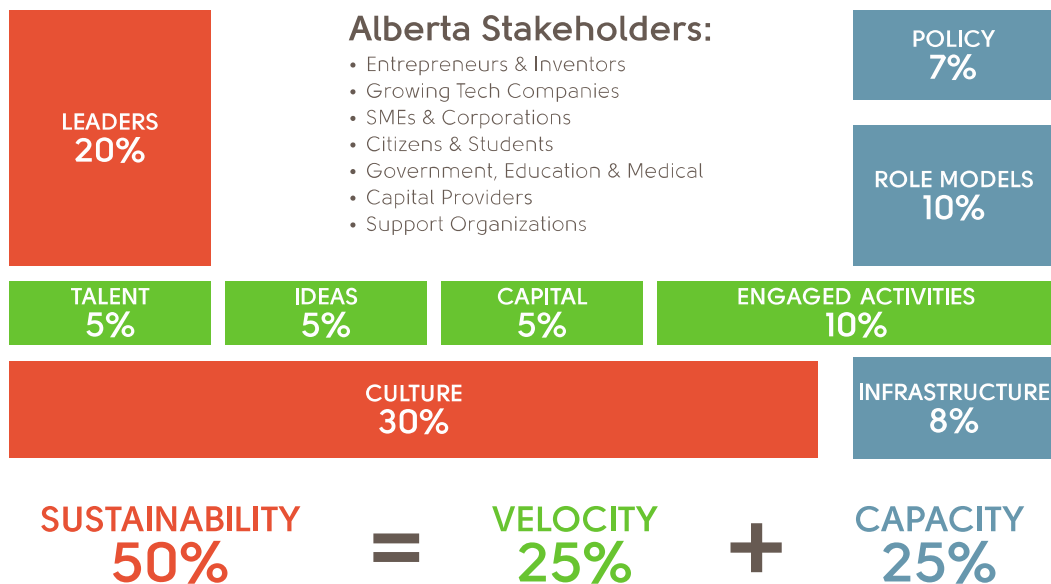 LEADERS
20%
Alberta Stakeholders:
• Entrepreneurs & Inventors
• Growing Tech Companies
• SMEs & Corporations
• Citizens & Students
• Government, Education & Medical
• Capital Providers
• Support Organizations
POLICY
7%
ROLE MODELS
10%
TALENT
5%
IDEAS
5%
CAPITAL
5%
ENGAGED ACTIVITIES
10%
CULTURE
30%
INFRASTRUCTURE
8%
SUSTAINABILITY
50%
=
VELOCITY
25%
+
CAPACITY
25%